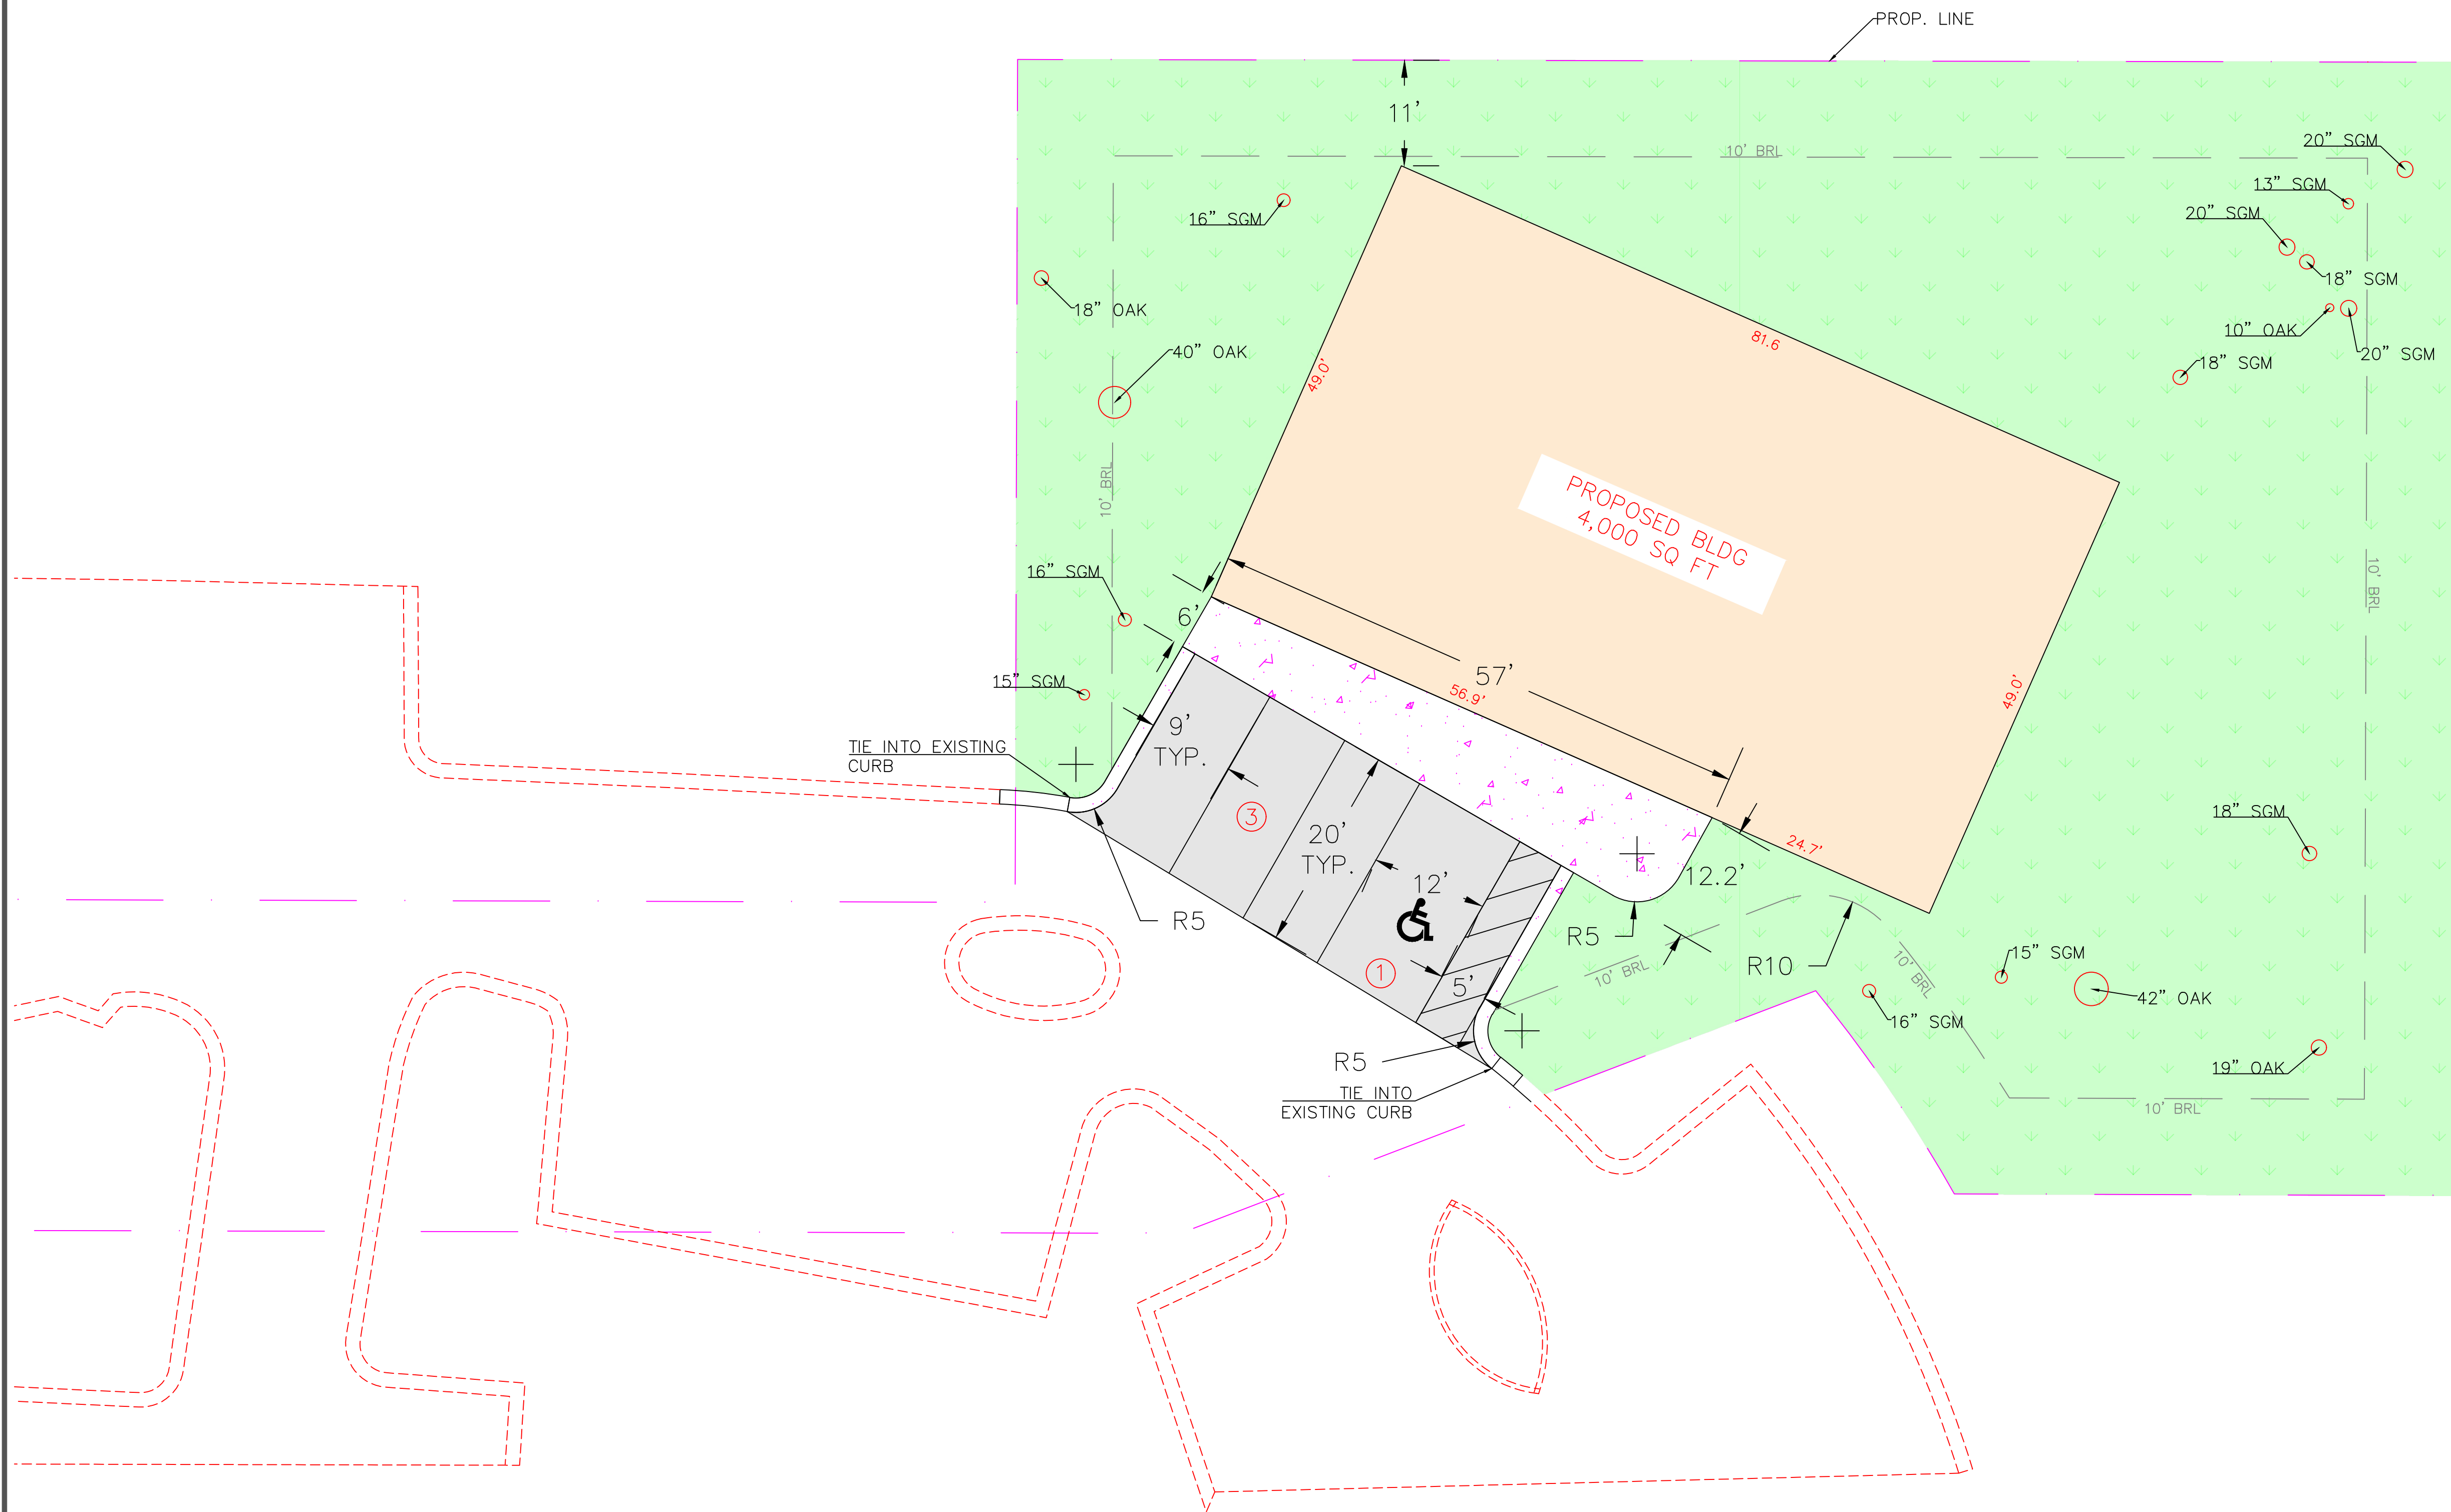 PROP. LINE
11'
10' BRL
20" SGM
13" SGM
20" SGM
16" SGM
18" SGM
18" OAK
10" OAK
20" SGM
81.6
40" OAK
18" SGM
49.0'
10' BRL
PROPOSED BLDG
4,000 SQ FT
16" SGM
10' BRL
6'
57'
15" SGM
56.9'
49.0'
9'
TYP.
TIE INTO EXISTING
CURB
3
18" SGM
20'
TYP.
24.7'
12'
12.2'
R5
R5
10' BRL
R10
10' BRL
15" SGM
1
5'
42" OAK
16" SGM
R5
19" OAK
TIE INTO
EXISTING CURB
10' BRL